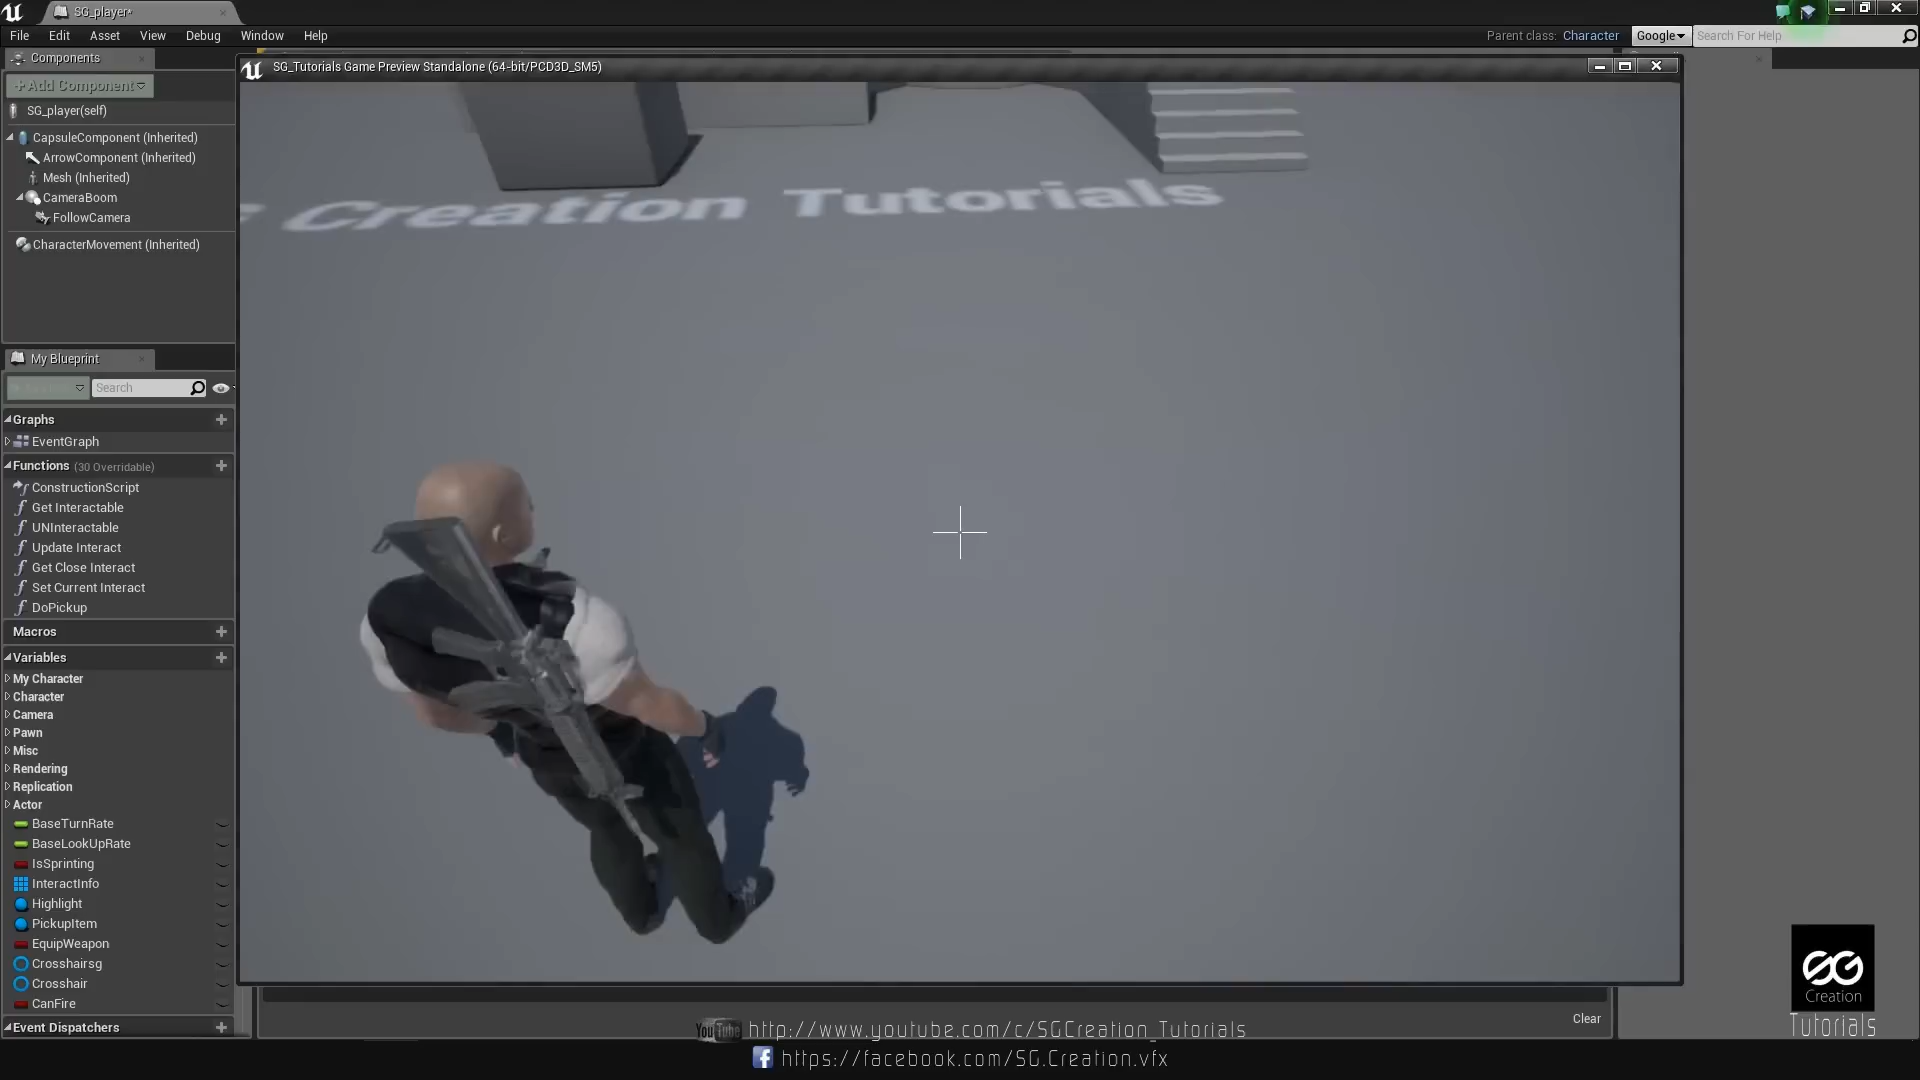 SG_player*
File Edit Asset View Debug Window Help
Parent class: Character Google Search For Help
Components
+Add Component
SG_player(self)
CapsuleComponent (Inherited)
ArrowComponent (Inherited)
Mesh (Inherited)
CameraBoom
FollowCamera
CharacterMovement (Inherited)
My Blueprint
Search
Graphs
EventGraph
Functions (30 Overridable)
ConstructionScript
Get Interactable
UNInteractable
Update Interact
Get Close Interact
Set Current Interact
DoPickup
Macros
Variables
My Character
Character
Camera
Pawn
Misc
Rendering
Replication
Actor
BaseTurnRate
BaseLookUpRate
IsSprinting
InteractInfo
Highlight
PickupItem
EquipWeapon
Crosshairsg
Crosshair
CanFire
Event Dispatchers
SG_Tutorials Game Preview Standalone (64-bit/PCD3D_SM5)
Creation Tutorials
Clear
YouTube http://www.youtube.com/c/SGCreation_Tutorials
f https://facebook.com/SG.Creation.vfx
SG
Creation
Tutorials